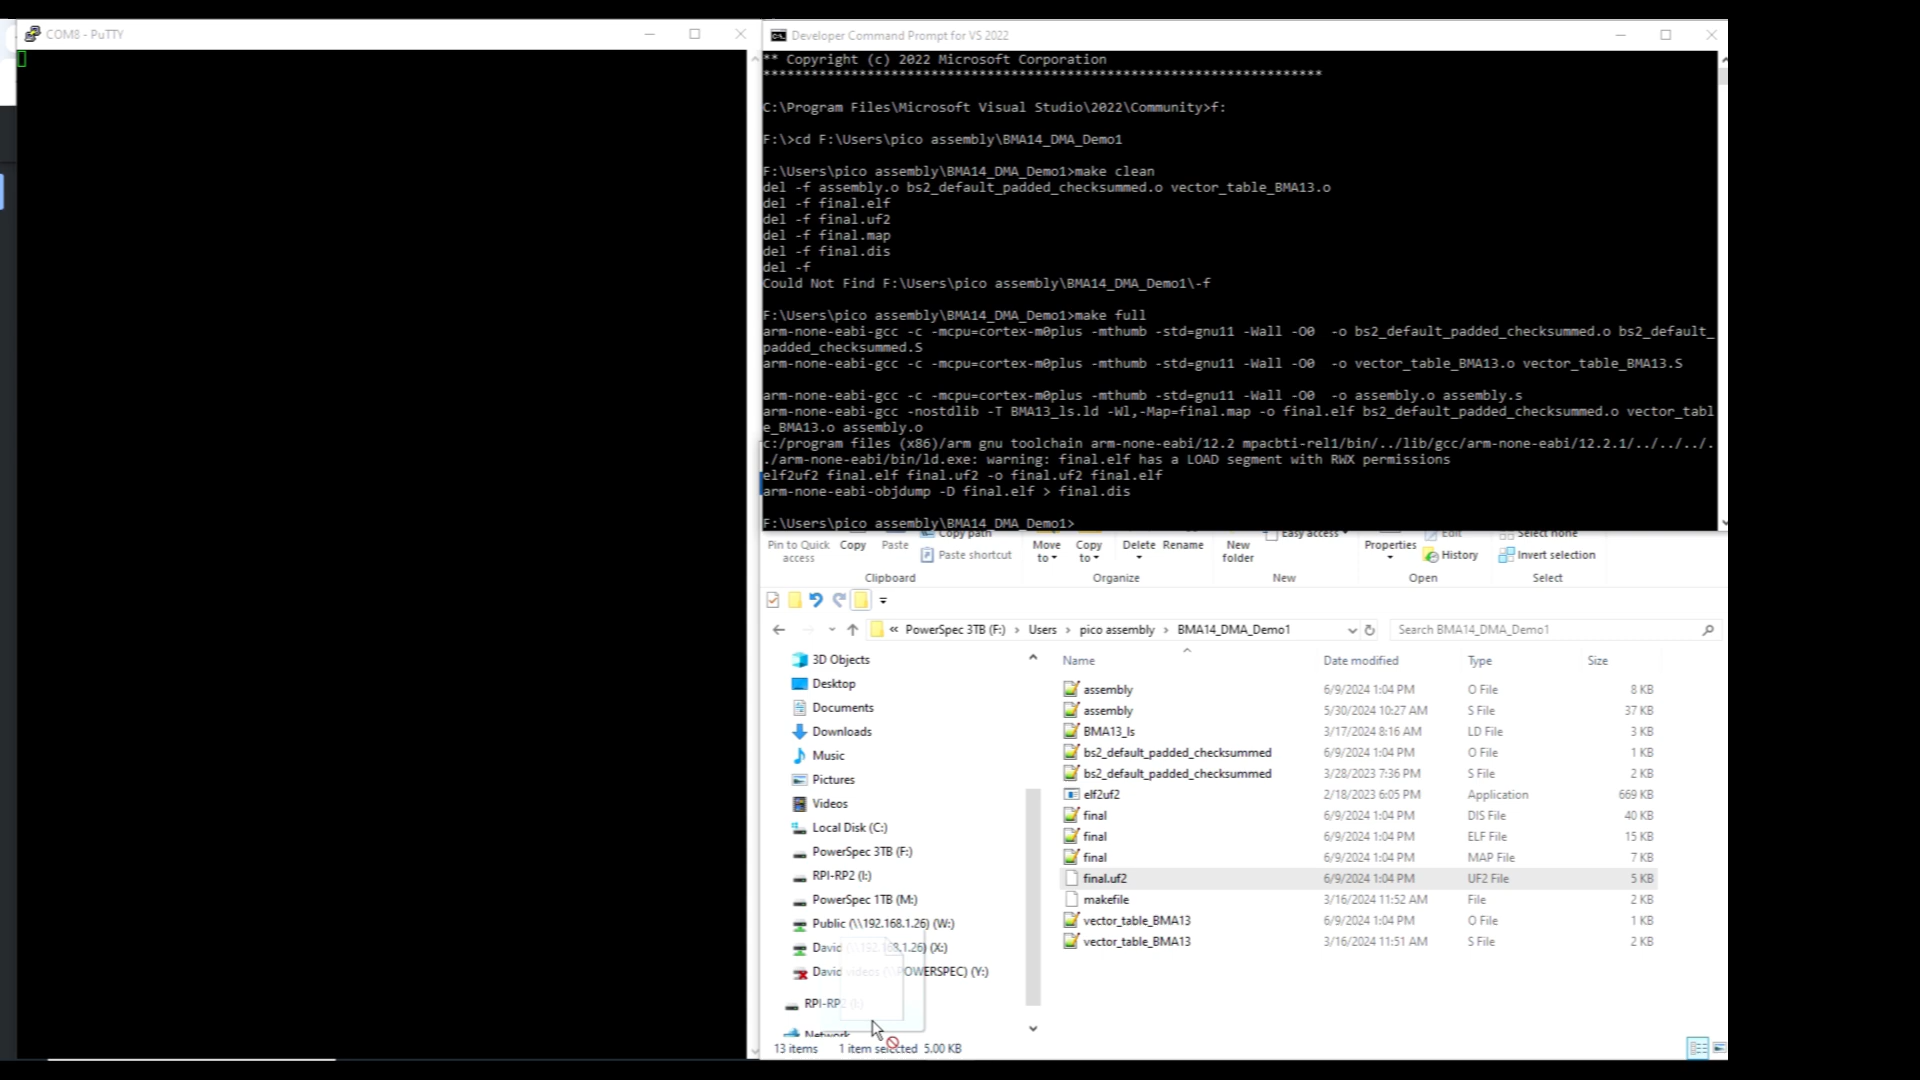 COM8 - PuTTY
Developer Command Prompt for VS 2022
** Copyright (c) 2022 Microsoft Corporation
**********************************************************************
C:\Program Files\Microsoft Visual Studio\2022\Community>f:
F:\>cd F:\Users\pico assembly\BMA14_DMA_Demo1
F:\Users\pico assembly\BMA14_DMA_Demo1>make clean
del -f assembly.o bs2_default_padded_checksummed.o vector_table_BMA13.o
del -f final.elf
del -f final.uf2
del -f final.map
del -f final.dis
del -f
Could Not Find F:\Users\pico assembly\BMA14_DMA_Demo1\-f
F:\Users\pico assembly\BMA14_DMA_Demo1>make full
arm-none-eabi-gcc -c -mcpu=cortex-m0plus -mthumb -std=gnu11 -Wall -O0  -o bs2_default_padded_checksummed.o bs2_default_
padded_checksummed.S
arm-none-eabi-gcc -c -mcpu=cortex-m0plus -mthumb -std=gnu11 -Wall -O0  -o vector_table_BMA13.o vector_table_BMA13.S
arm-none-eabi-gcc -c -mcpu=cortex-m0plus -mthumb -std=gnu11 -Wall -O0  -o assembly.o assembly.s
arm-none-eabi-gcc -nostdlib -T BMA13_ls.ld -Wl,-Map=final.map -o final.elf bs2_default_padded_checksummed.o vector_tabl
e_BMA13.o assembly.o
c:/program files (x86)/arm gnu toolchain arm-none-eabi/12.2 mpacbti-rel1/bin/../lib/gcc/arm-none-eabi/12.2.1/../../../.
./arm-none-eabi/bin/ld.exe: warning: final.elf has a LOAD segment with RWX permissions
elf2uf2 final.elf final.uf2 -o final.uf2 final.elf
arm-none-eabi-objdump -D final.elf > final.dis
F:\Users\pico assembly\BMA14_DMA_Demo1>
Pin to Quick access Copy Paste Copy path Paste shortcut Move to Copy to Delete Rename New folder Easy access Properties Edit History Select none Invert selection
Clipboard Organize New Open Select
« PowerSpec 3TB (F:) > Users > pico assembly > BMA14_DMA_Demo1 Search BMA14_DMA_Demo1
3D Objects
Desktop
Documents
Downloads
Music
Pictures
Videos
Local Disk (C:)
PowerSpec 3TB (F:)
RPI-RP2 (I:)
PowerSpec 1TB (M:)
Public (\\192.168.1.26) (W:)
David (\\192.168.1.26) (X:)
David videos (\\POWERSPEC) (Y:)
RPI-RP2 (I:)
Network
Name Date modified Type Size
assembly 6/9/2024 1:04 PM O File 8 KB
assembly 5/30/2024 10:27 AM S File 37 KB
BMA13_ls 3/17/2024 8:16 AM LD File 3 KB
bs2_default_padded_checksummed 6/9/2024 1:04 PM O File 1 KB
bs2_default_padded_checksummed 3/28/2023 7:36 PM S File 2 KB
elf2uf2 2/18/2023 6:05 PM Application 669 KB
final 6/9/2024 1:04 PM DIS File 40 KB
final 6/9/2024 1:04 PM ELF File 15 KB
final 6/9/2024 1:04 PM MAP File 7 KB
final.uf2 6/9/2024 1:04 PM UF2 File 5 KB
makefile 3/16/2024 11:52 AM File 2 KB
vector_table_BMA13 6/9/2024 1:04 PM O File 1 KB
vector_table_BMA13 3/16/2024 11:51 AM S File 2 KB
13 items 1 item selected 5.00 KB